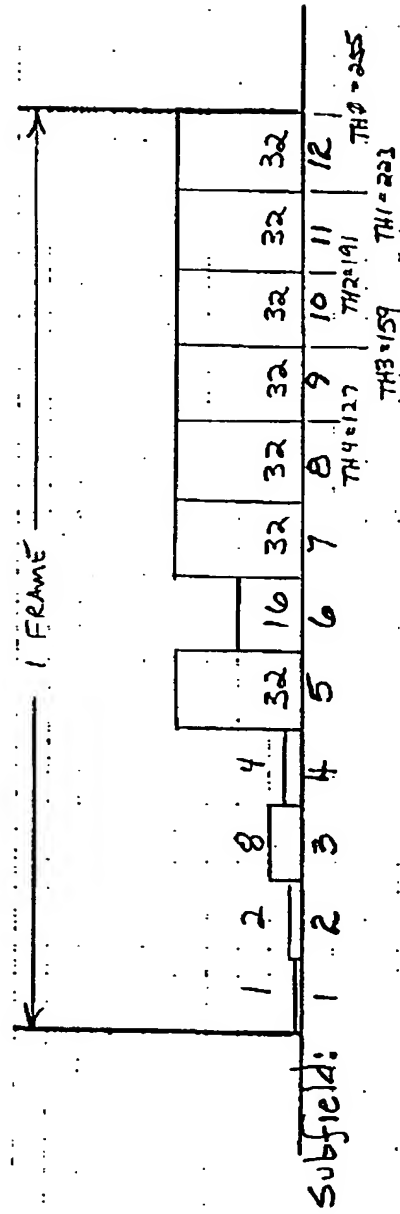 1 FRAME
1 2 8 4 32 16 32 32 32 32 32 32
Subfield: 1 2 3 4 5 6 7 8 9 10 11 12
TH4=127 TH2=191 TH0=255
TH3=159 TH1=223